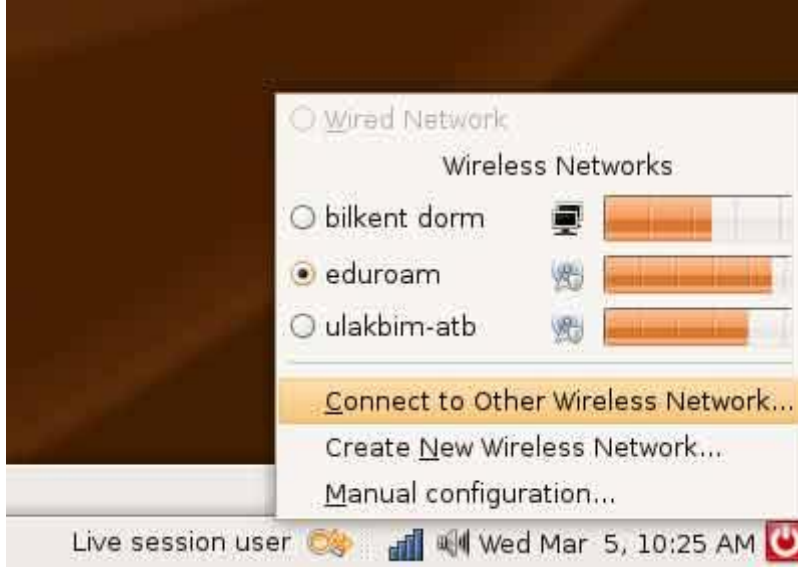 Wired Network
Wireless Networks
bilkent dorm
eduroam
ulakbim-atb
Connect to Other Wireless Network...
Create New Wireless Network...
Manual configuration...
Live session user Wed Mar 5, 10:25 AM